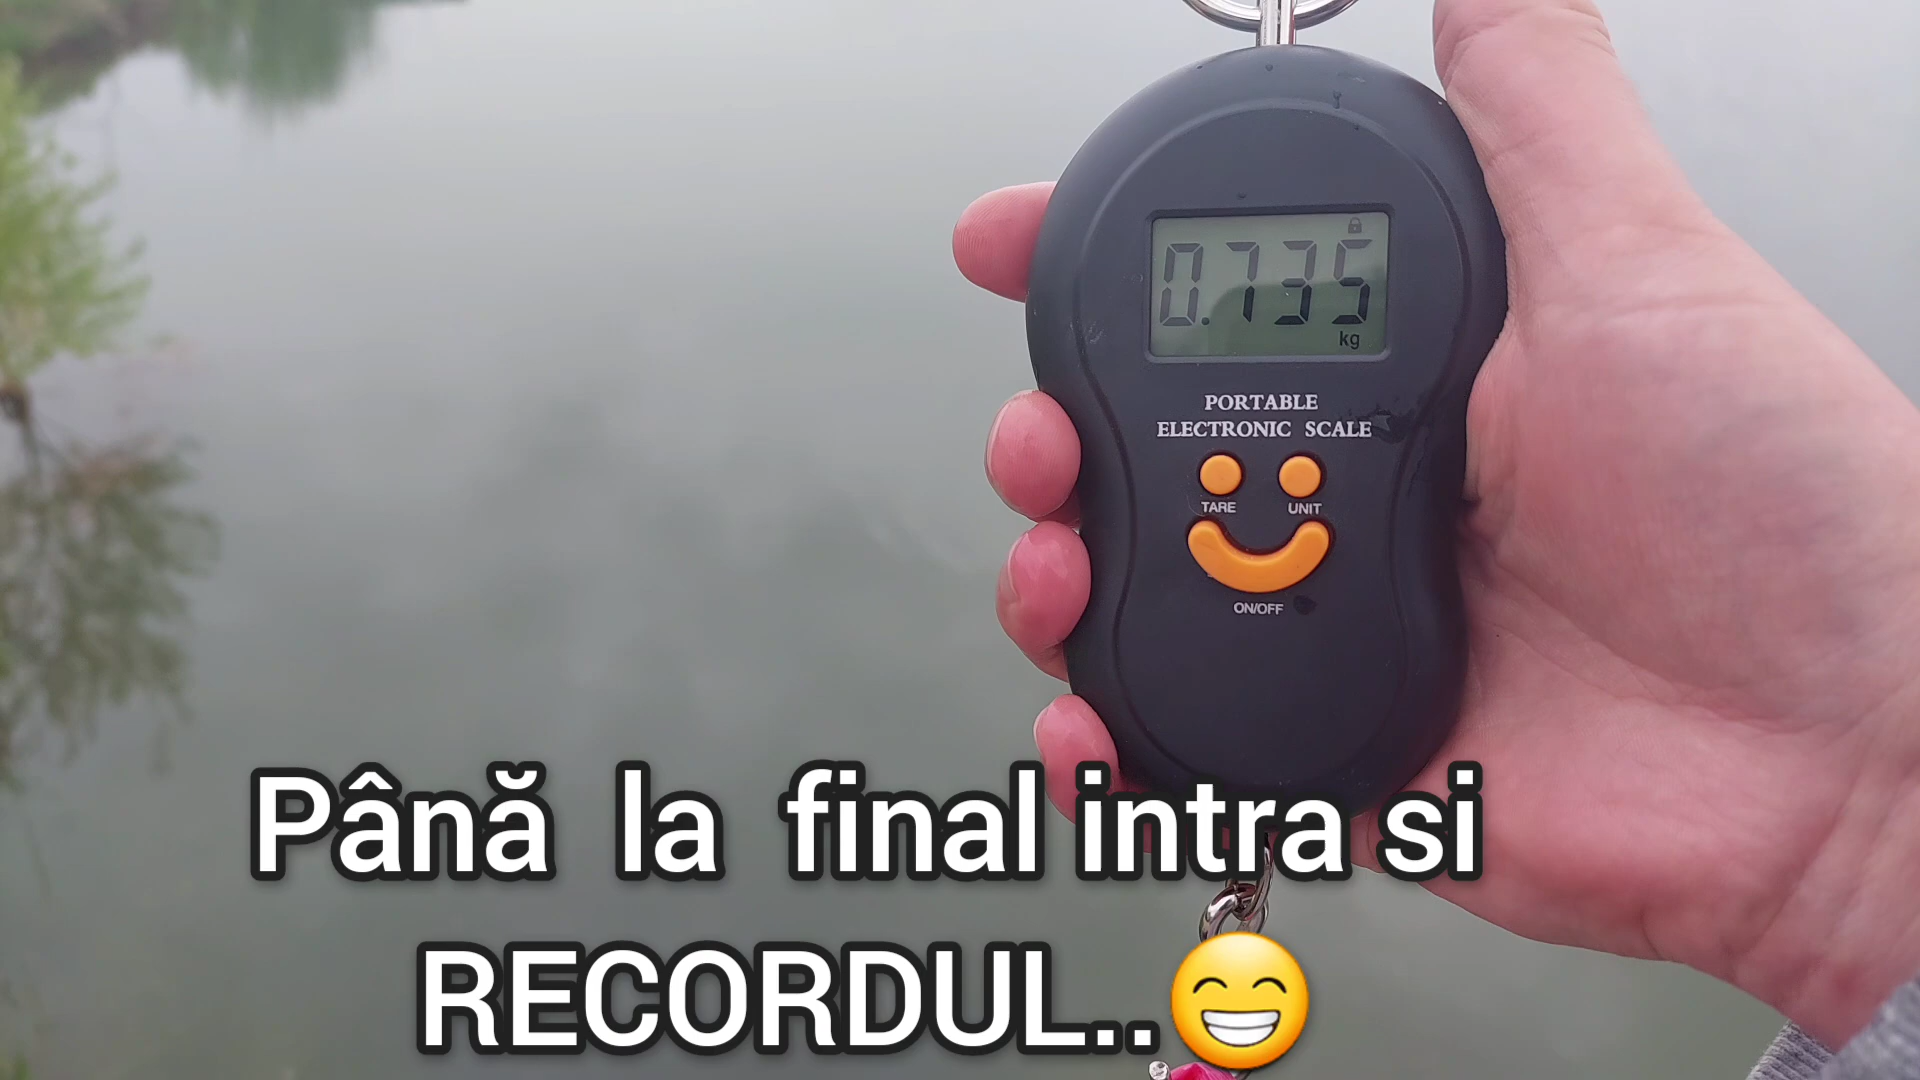 0.735
kg
PORTABLE
ELECTRONIC SCALE
TARE UNIT
ON/OFF
Până la final intra si
RECORDUL..😁